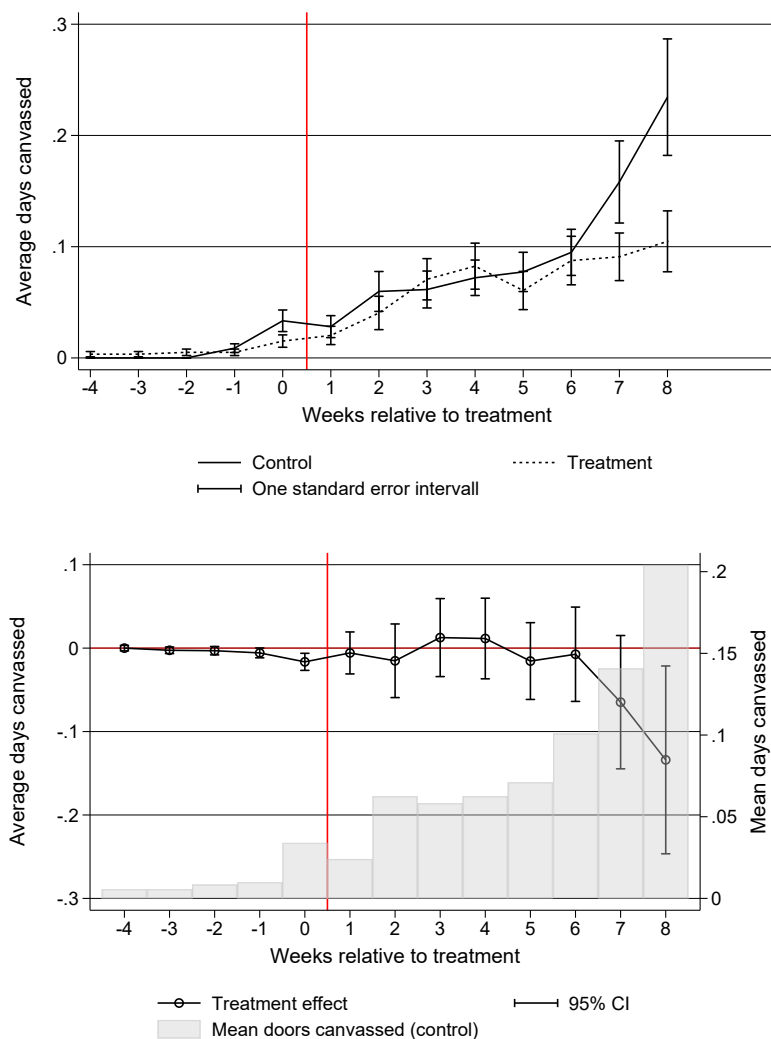 .3
.2
.1
0
Average days canvassed
-4 -3 -2 -1 0 1 2 3 4 5 6 7 8
Weeks relative to treatment
Control Treatment
One standard error intervall
.1
0
-.1
-.2
-.3
Average days canvassed
.2
.15
.1
.05
0
Mean days canvassed
-4 -3 -2 -1 0 1 2 3 4 5 6 7 8
Weeks relative to treatment
Treatment effect 95% CI
Mean doors canvassed (control)